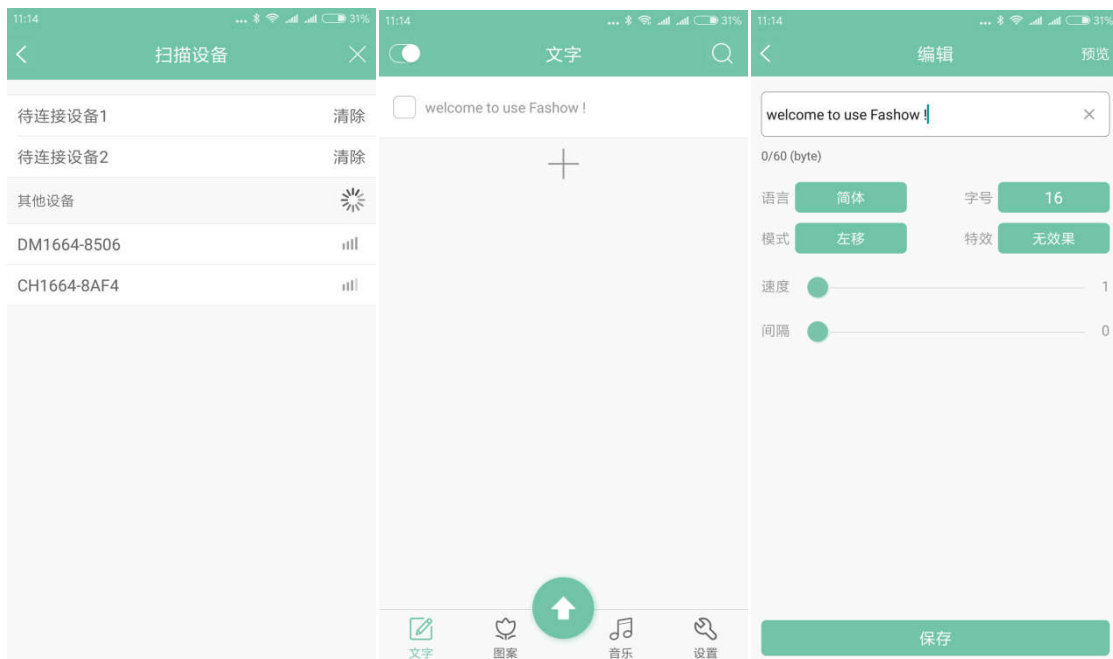 11:14
... 31%
扫描设备
待连接设备1 清除
待连接设备2 清除
其他设备
DM1664-8506
CH1664-8AF4
11:14
... 31%
文字
welcome to use Fashow !
文字 图案 音乐 设置
11:14
... 31%
编辑 预览
welcome to use Fashow !
0/60 (byte)
语言 简体 字号 16
模式 左移 特效 无效果
速度 1
间隔 0
保存